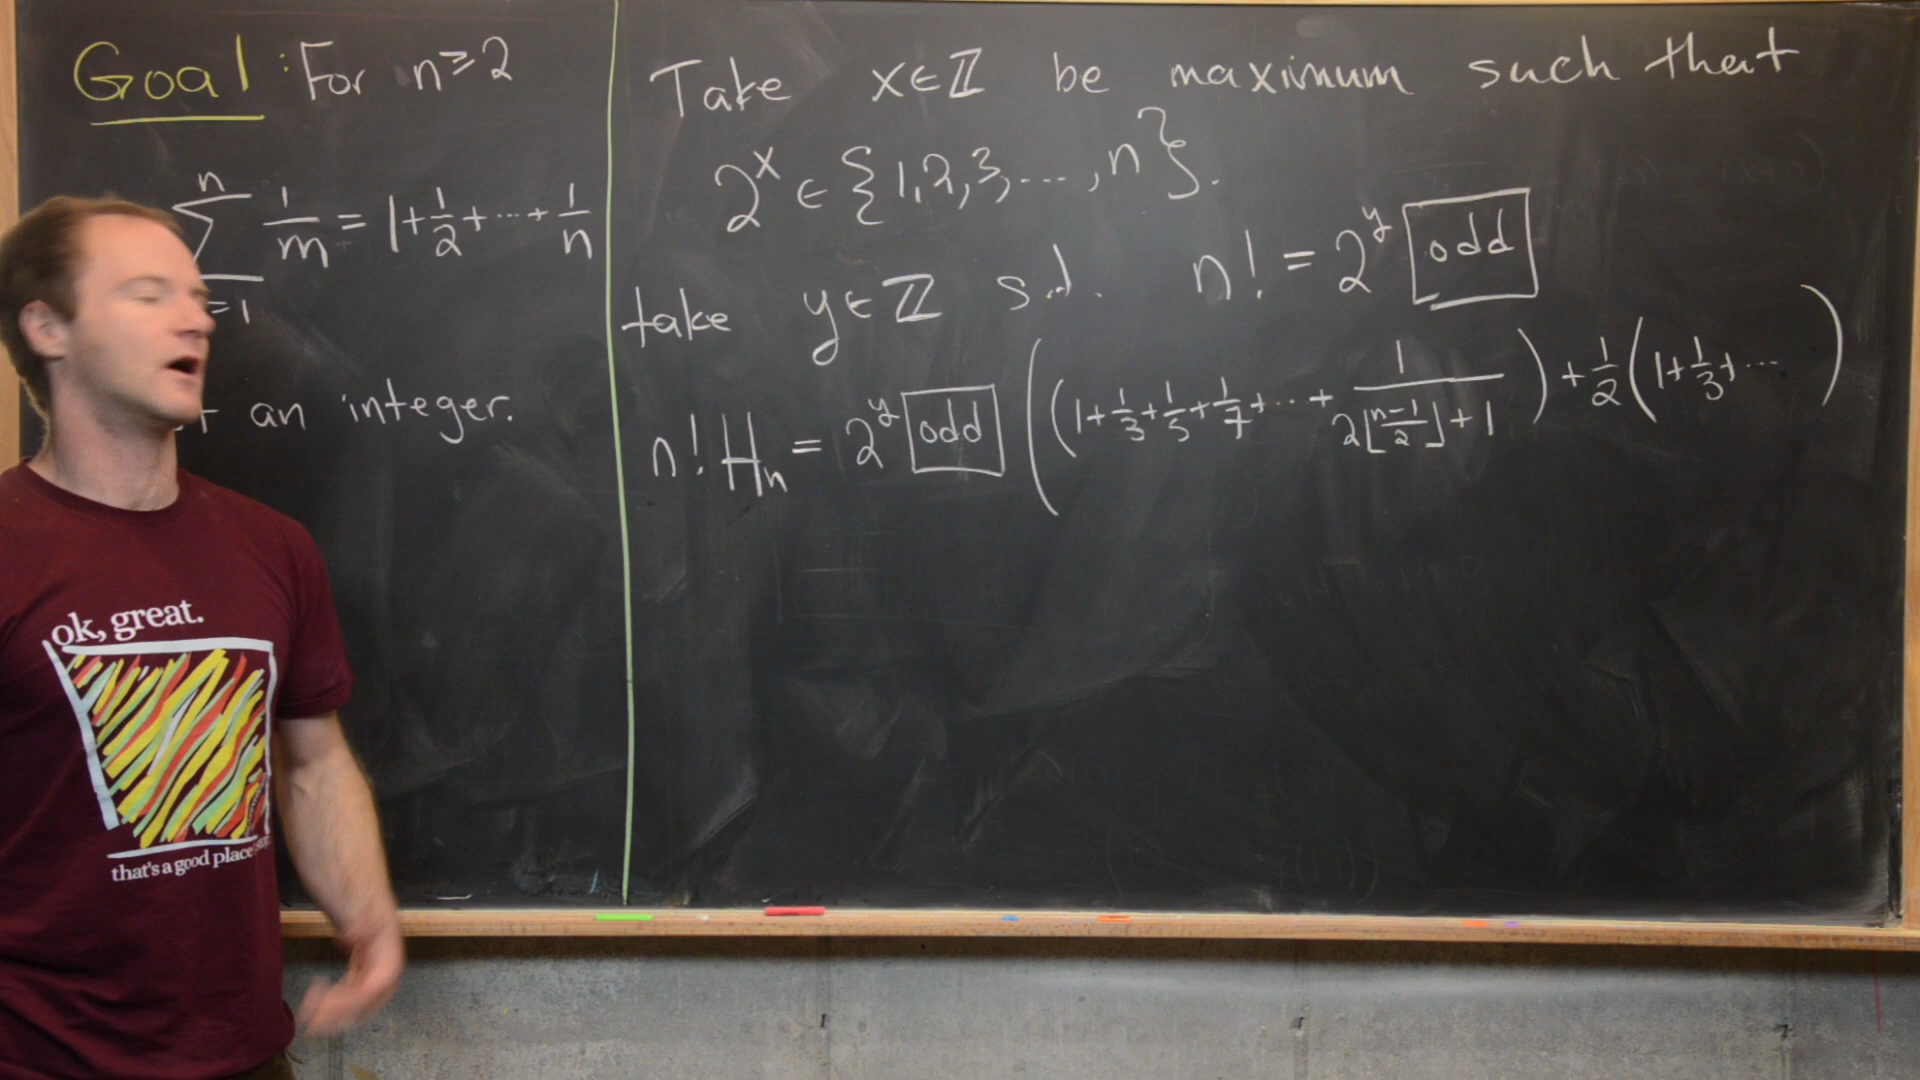 Goal: For n≥2
n
∑ 1/m = 1+1/2+···+1/n
=1
an integer.
Take x∈ℤ be maximum such that
2^x ∈ {1,2,3,...,n}.
take y∈ℤ s.t. n! = 2^y odd
n!H_n = 2^y odd ((1+1/3+1/5+1/7+···+1/(2⌊(n-1)/2⌋+1))+1/2(1+1/3+···)
ok, great.
that's a good place